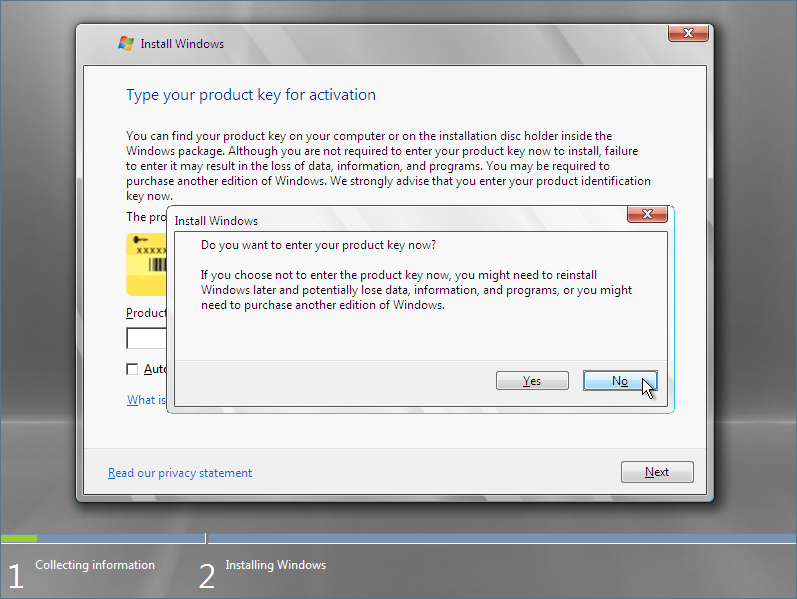 Install Windows
Type your product key for activation
You can find your product key on your computer or on the installation disc holder inside the
Windows package. Although you are not required to enter your product key now to install, failure
to enter it may result in the loss of data, information, and programs. You may be required to
purchase another edition of Windows. We strongly advise that you enter your product identification
key now.
The pro
XXXXX
Install Windows
Do you want to enter your product key now?
If you choose not to enter the product key now, you might need to reinstall
Windows later and potentially lose data, information, and programs, or you might
need to purchase another edition of Windows.
Yes
No
Product
Auto
What is
Read our privacy statement
Next
1 Collecting information
2 Installing Windows